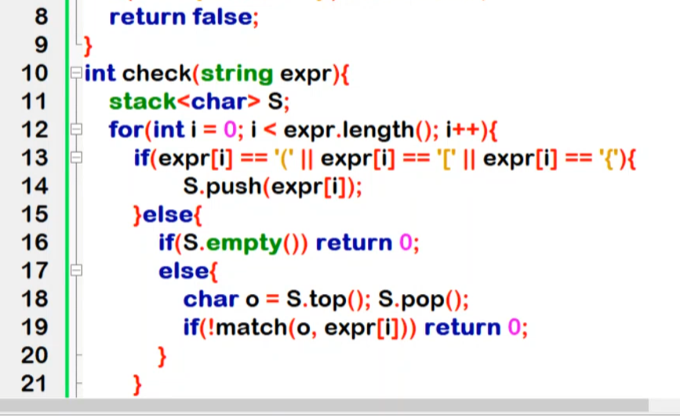 8 return false;
9 }
10 int check(string expr){
11 stack<char> S;
12 for(int i = 0; i < expr.length(); i++){
13 if(expr[i] == '(' || expr[i] == '[' || expr[i] == '{'){
14 S.push(expr[i]);
15 }else{
16 if(S.empty()) return 0;
17 else{
18 char o = S.top(); S.pop();
19 if(!match(o, expr[i])) return 0;
20 }
21 }